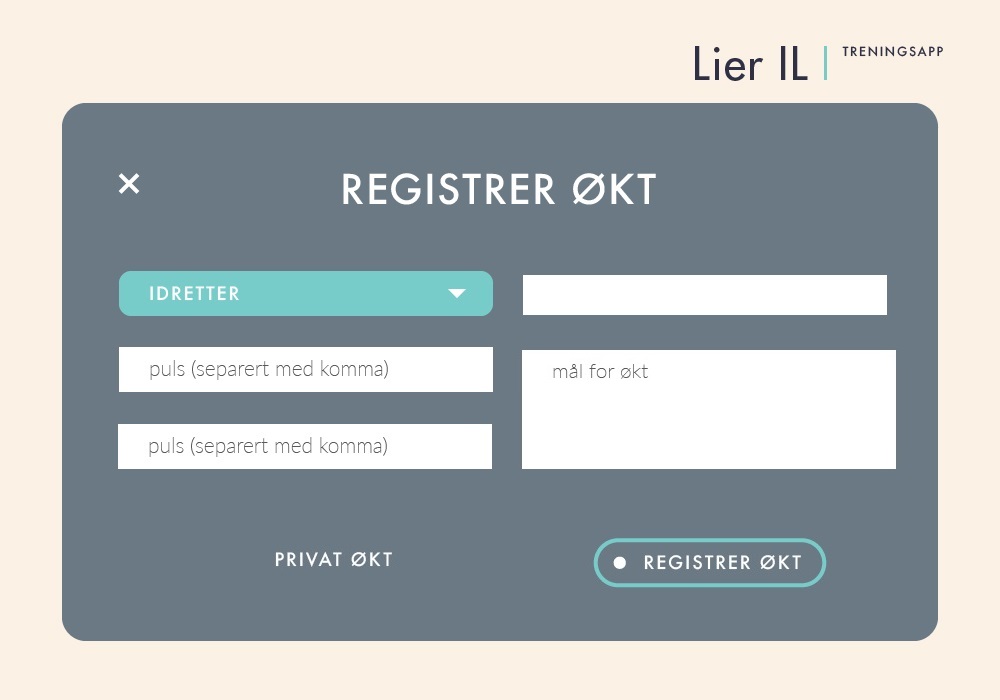 Lier IL
TRENINGSAPP
REGISTRER ØKT
IDRETTER
puls (separert med komma)
mål for økt
puls (separert med komma)
PRIVAT ØKT
REGISTRER ØKT